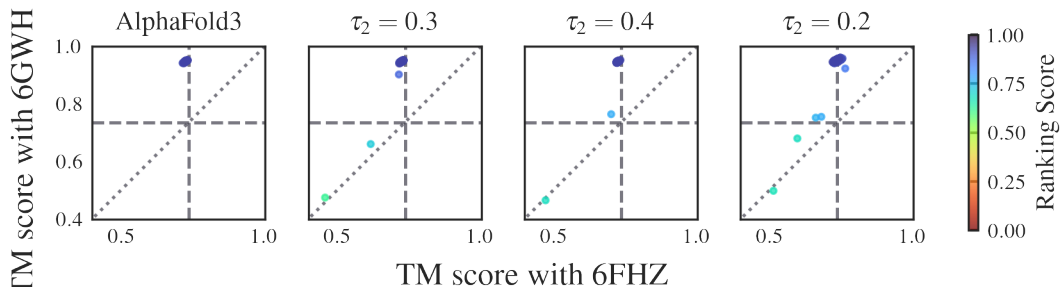 AlphaFold3
τ₂ = 0.3
τ₂ = 0.4
τ₂ = 0.2
TM score with 6GWH
1.0
0.8
0.6
0.4
0.5 1.0
0.5 1.0
0.5 1.0
0.5 1.0
TM score with 6FHZ
1.00
0.75
0.50
0.25
0.00
Ranking Score